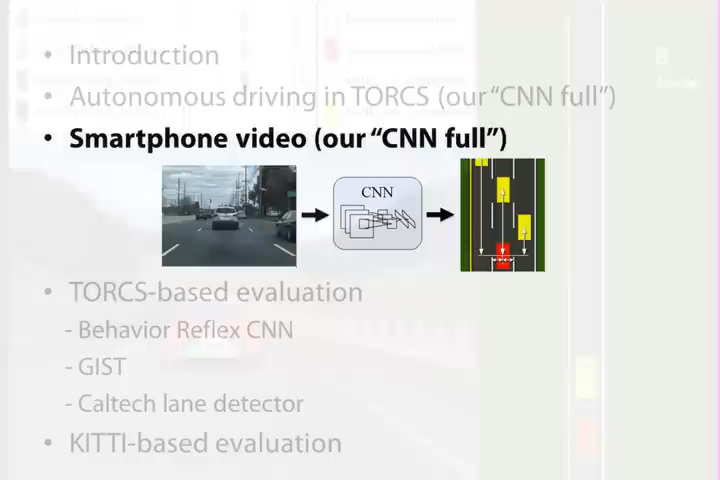 • Introduction
• Autonomous driving in TORCS (our “CNN full”)
• Smartphone video (our “CNN full”)
CNN
• TORCS-based evaluation
- Behavior Reflex CNN
- GIST
- Caltech lane detector
• KITTI-based evaluation